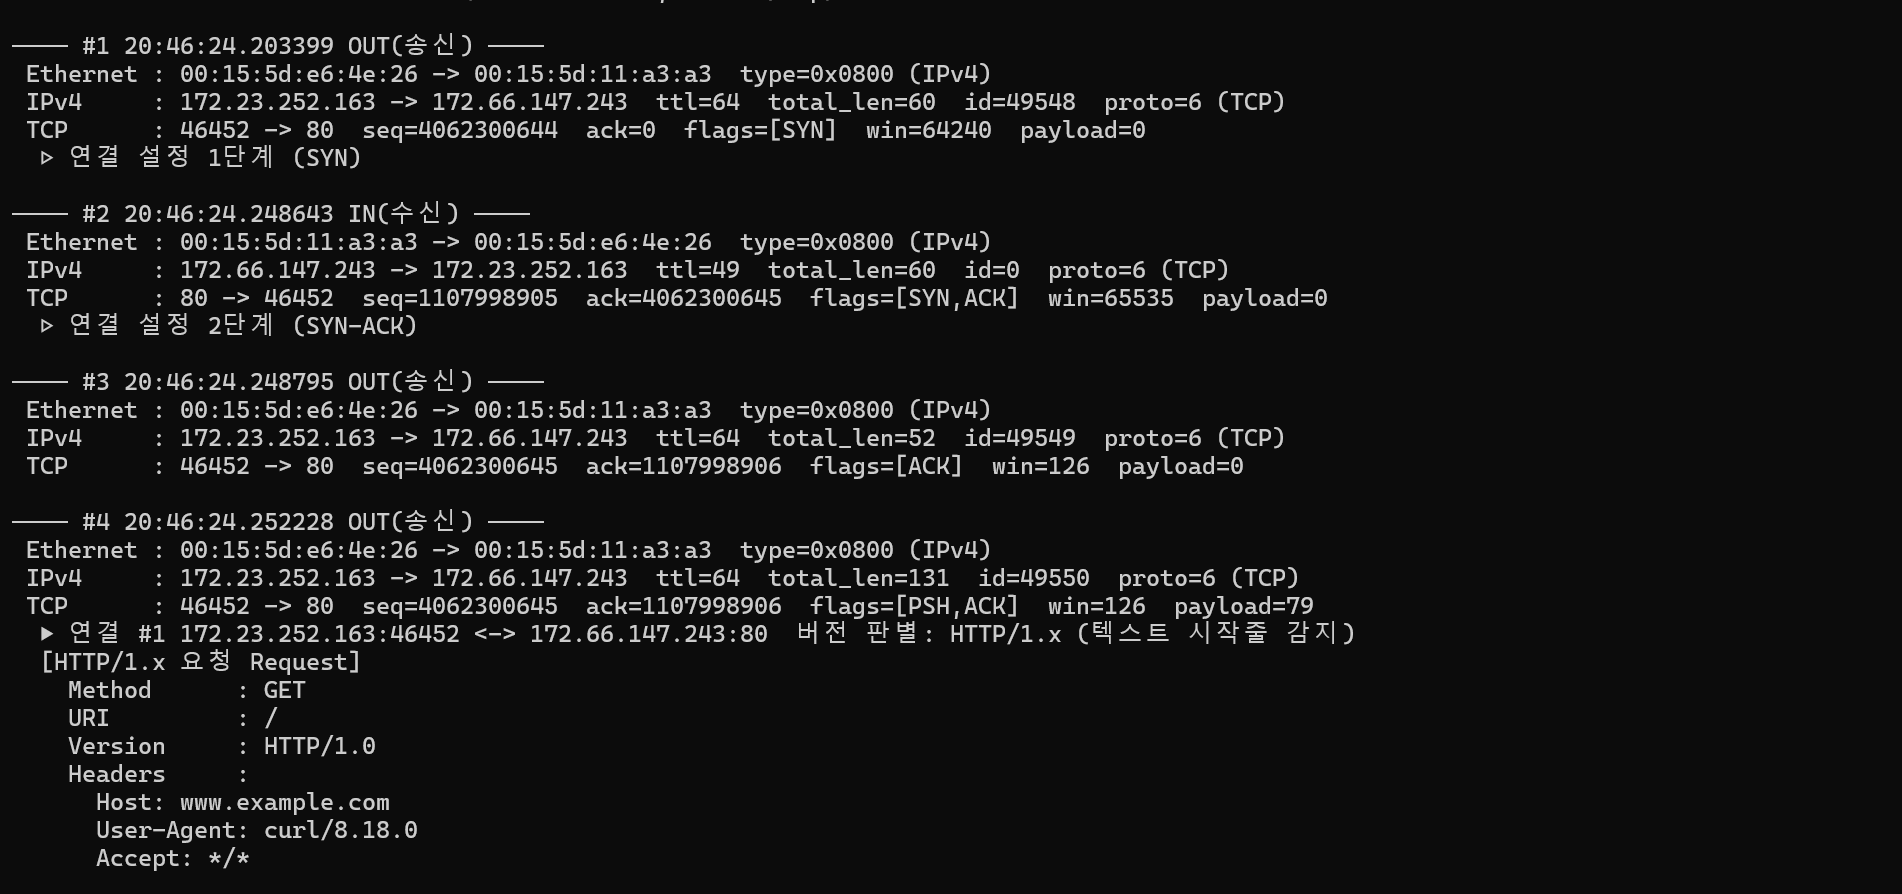 ──── #1 20:46:24.203399 OUT(송신) ────
Ethernet : 00:15:5d:e6:4e:26 -> 00:15:5d:11:a3:a3  type=0x0800 (IPv4)
IPv4     : 172.23.252.163 -> 172.66.147.243  ttl=64  total_len=60  id=49548  proto=6 (TCP)
TCP      : 46452 -> 80  seq=4062300644  ack=0  flags=[SYN]  win=64240  payload=0
▷ 연결 설정 1단계 (SYN)
──── #2 20:46:24.248643 IN(수신) ────
Ethernet : 00:15:5d:11:a3:a3 -> 00:15:5d:e6:4e:26  type=0x0800 (IPv4)
IPv4     : 172.66.147.243 -> 172.23.252.163  ttl=49  total_len=60  id=0  proto=6 (TCP)
TCP      : 80 -> 46452  seq=1107998905  ack=4062300645  flags=[SYN,ACK]  win=65535  payload=0
▷ 연결 설정 2단계 (SYN-ACK)
──── #3 20:46:24.248795 OUT(송신) ────
Ethernet : 00:15:5d:e6:4e:26 -> 00:15:5d:11:a3:a3  type=0x0800 (IPv4)
IPv4     : 172.23.252.163 -> 172.66.147.243  ttl=64  total_len=52  id=49549  proto=6 (TCP)
TCP      : 46452 -> 80  seq=4062300645  ack=1107998906  flags=[ACK]  win=126  payload=0
──── #4 20:46:24.252228 OUT(송신) ────
Ethernet : 00:15:5d:e6:4e:26 -> 00:15:5d:11:a3:a3  type=0x0800 (IPv4)
IPv4     : 172.23.252.163 -> 172.66.147.243  ttl=64  total_len=131  id=49550  proto=6 (TCP)
TCP      : 46452 -> 80  seq=4062300645  ack=1107998906  flags=[PSH,ACK]  win=126  payload=79
▶ 연결 #1 172.23.252.163:46452 <-> 172.66.147.243:80  버전 판별: HTTP/1.x (텍스트 시작줄 감지)
[HTTP/1.x 요청 Request]
Method      : GET
URI         : /
Version     : HTTP/1.0
Headers     :
Host: www.example.com
User-Agent: curl/8.18.0
Accept: */*